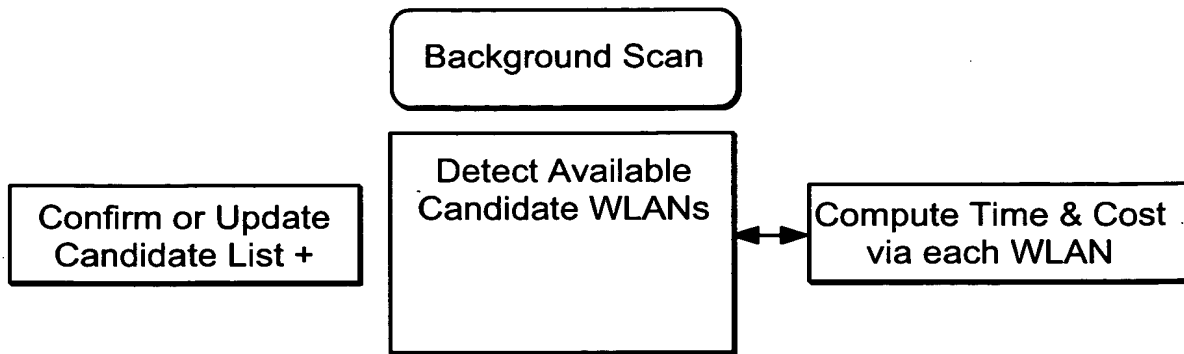 Background Scan
Detect Available
Candidate WLANs
Confirm or Update
Candidate List +
Compute Time & Cost
via each WLAN